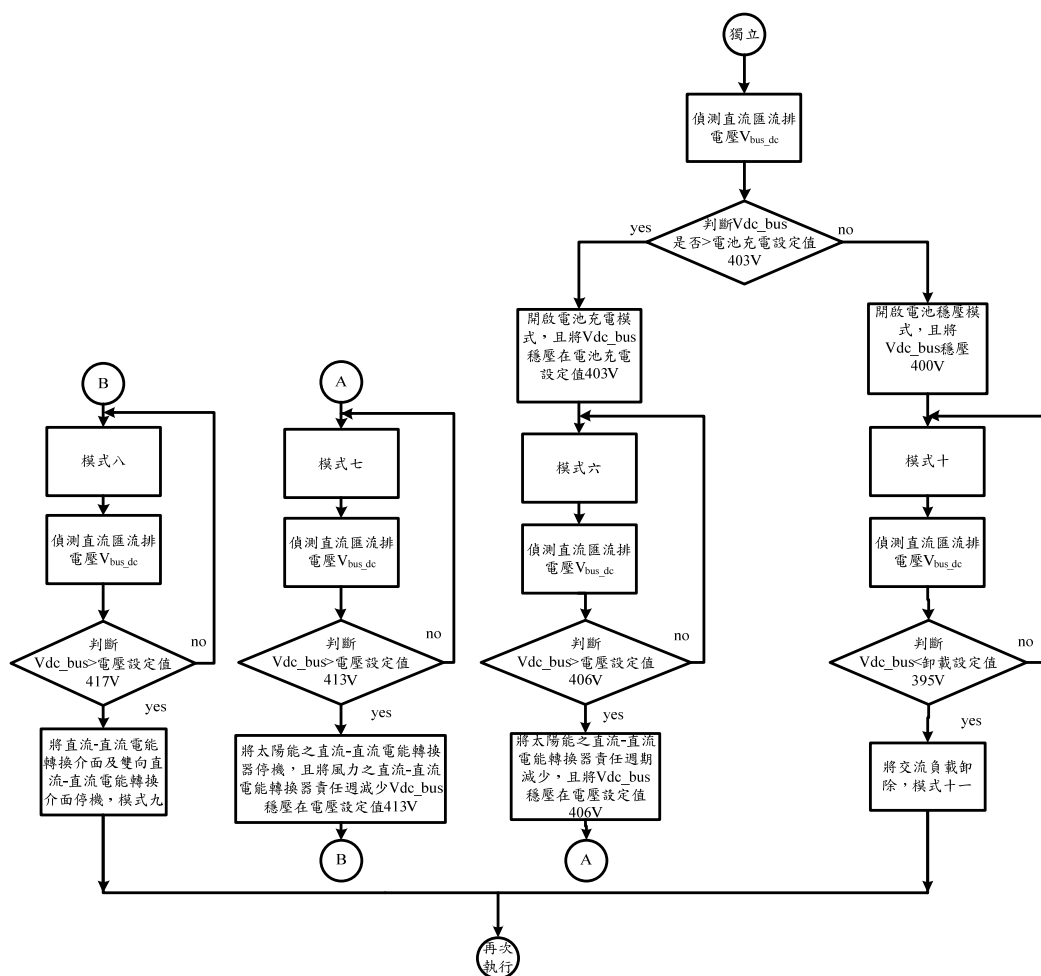 獨立
偵測直流匯流排
電壓Vbus_dc
判斷Vdc_bus
是否>電池充電設定值
403V
yes
no
開啟電池充電模
式，且將Vdc_bus
穩壓在電池充電
設定值403V
開啟電池穩壓模
式，且將
Vdc_bus穩壓
400V
B
模式八
偵測直流匯流排
電壓Vbus_dc
判斷
Vdc_bus>電壓設定值
417V
no
yes
將直流-直流電能
轉換介面及雙向直
流-直流電能轉換
介面停機，模式九
A
模式七
偵測直流匯流排
電壓Vbus_dc
判斷
Vdc_bus>電壓設定值
413V
no
yes
將太陽能之直流-直流電能轉換
器停機，且將風力之直流-直流
電能轉換器責任週減少Vdc_bus
穩壓在電壓設定值413V
B
模式六
偵測直流匯流排
電壓Vbus_dc
判斷
Vdc_bus>電壓設定值
406V
no
yes
將太陽能之直流-直流
電能轉換器責任週期
減少，且將Vdc_bus
穩壓在電壓設定值
406V
A
模式十
偵測直流匯流排
電壓Vbus_dc
判斷
Vdc_bus<卸載設定值
395V
no
yes
將交流負載卸
除，模式十一
再次
執行